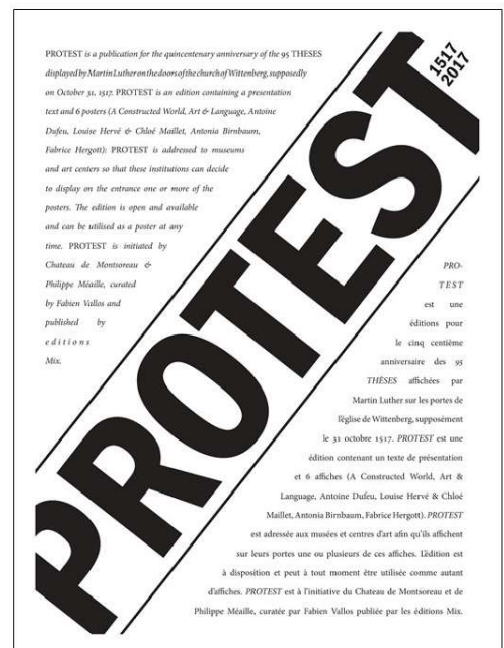 PROTEST is a publication for the quincentenary anniversary of the 95 THESES
displayed by Martin Luther on the doors of the church of Wittenberg, supposedly
on October 31, 1517. PROTEST is an edition containing a presentation
text and 6 posters (A Constructed World, Art & Language, Antoine
Dufeu, Louise Hervé & Chloé Maillet, Antonia Birnbaum,
Fabrice Hergott): PROTEST is addressed to museums
and art centers so that these institutions can decide
to display on the entrance one or more of the
posters. The edition is open and available
and can be utilised as a poster at any
time. PROTEST is initiated by
Chateau de Montsoreau &
Philippe Méaille, curated
by Fabien Vallos and
published by
editions
Mix.
PROTEST
1517
2017
PRO-
TEST
est une
éditions pour
le cinq centième
anniversaire des 95
THÈSES affichées par
Martin Luther sur les portes de
l'église de Wittenberg, supposément
le 31 octobre 1517. PROTEST est une
édition contenant un texte de présentation
et 6 affiches (A Constructed World, Art &
Language, Antoine Dufeu, Louise Hervé & Chloé
Maillet, Antonia Birnbaum, Fabrice Hergott). PROTEST
est adressée aux musées et centres d'art afin qu'ils affichent
sur leurs portes une ou plusieurs de ces affiches. L'édition est
à disposition et peut à tout moment être utilisée comme autant
d'affiches. PROTEST est à l'initiative du Chateau de Montsoreau et de
Philippe Méaille, curatée par Fabien Vallos publiée par les éditions Mix.